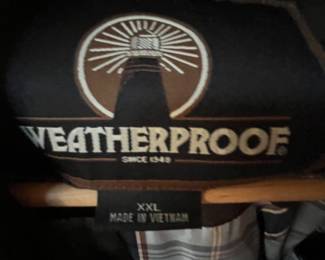 WEATHERPROOF®
SINCE 1948
XXL
MADE IN VIETNAM